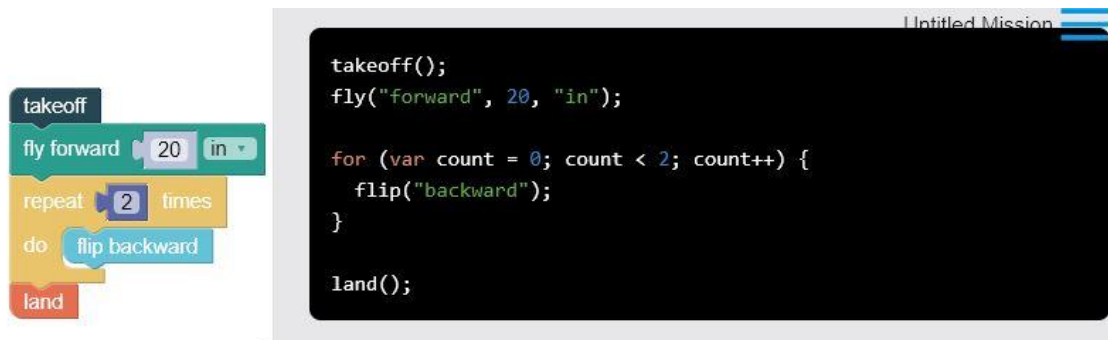 Untitled Mission
takeoff
fly forward 20 in
repeat 2 times
do flip backward
land
takeoff();
fly("forward", 20, "in");
for (var count = 0; count < 2; count++) {
flip("backward");
}
land();